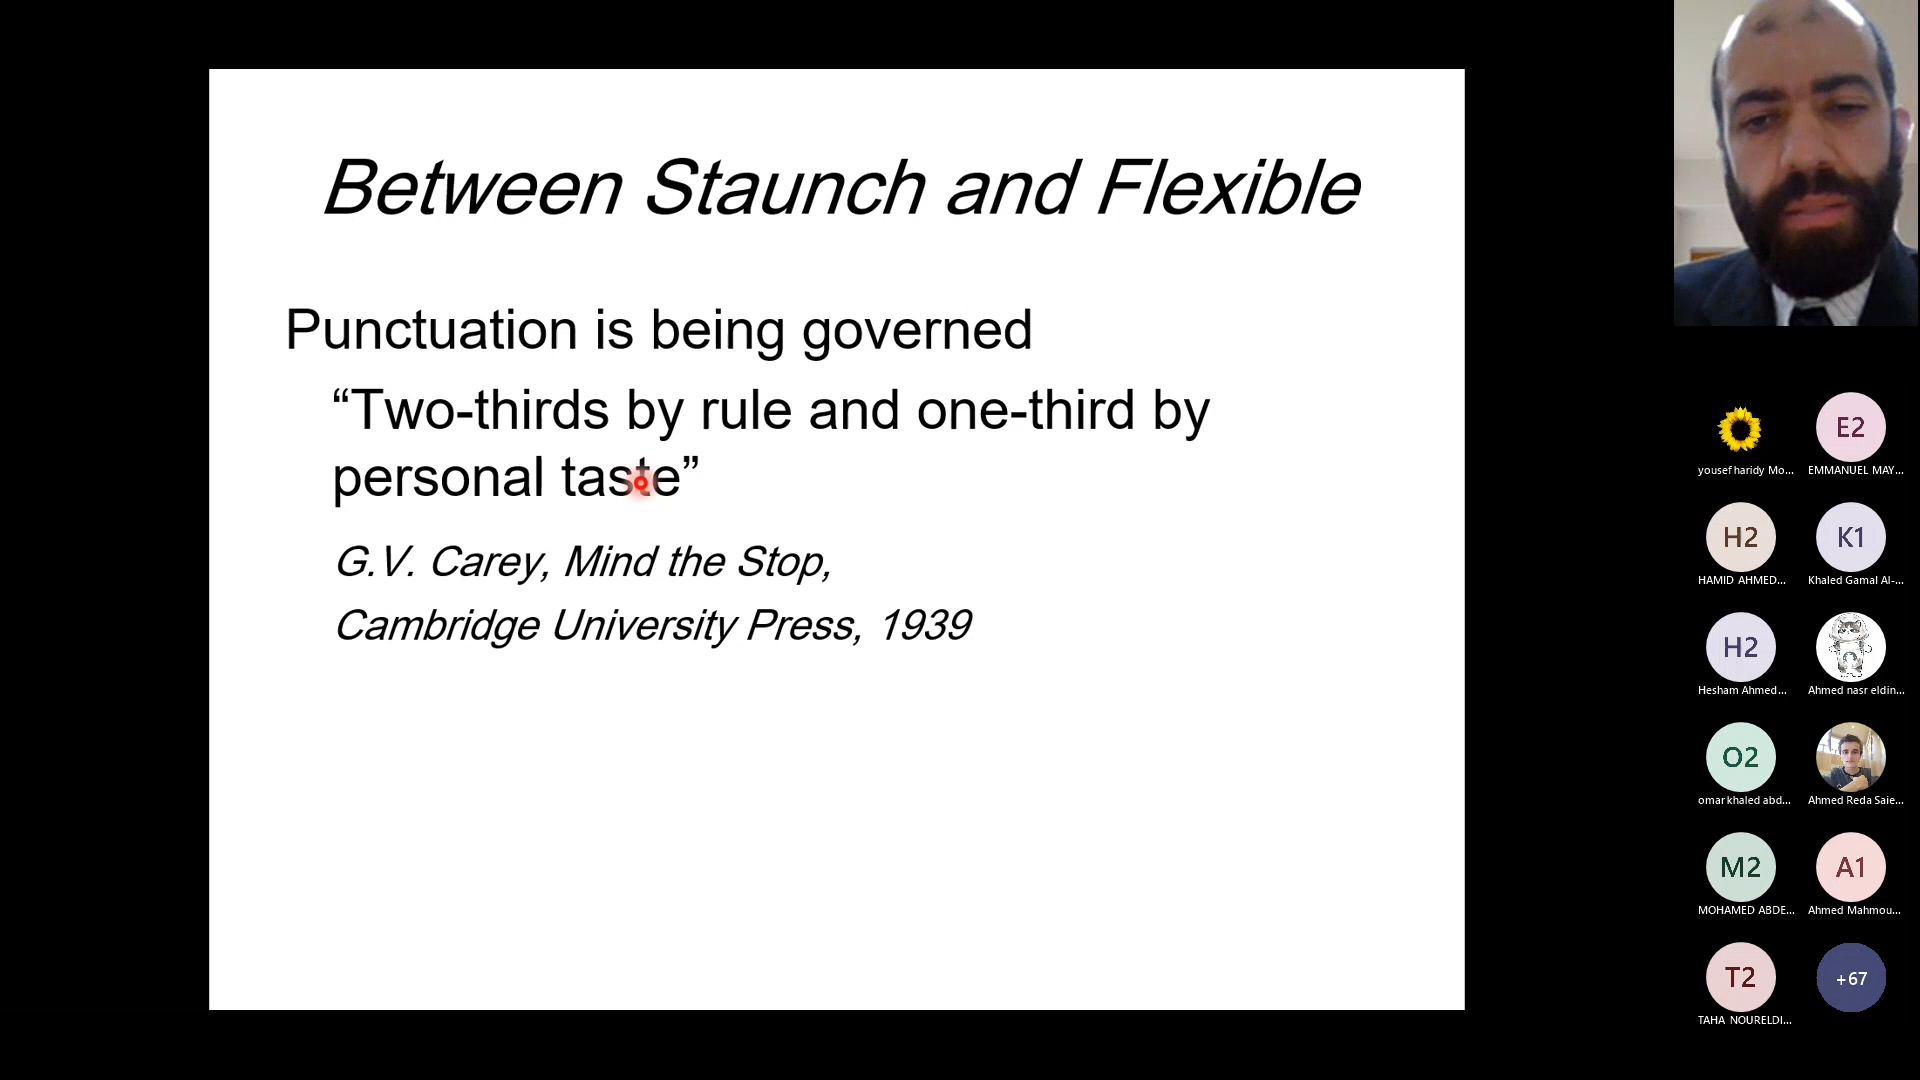 Between Staunch and Flexible
Punctuation is being governed
“Two-thirds by rule and one-third by
personal taste”
G.V. Carey, Mind the Stop,
Cambridge University Press, 1939
E2
yousef haridy Mo...
EMMANUEL MAY...
H2
K1
HAMID AHMED...
Khaled Gamal Al-...
H2
Hesham Ahmed...
Ahmed nasr eldin...
O2
omar khaled abd...
Ahmed Reda Saie...
M2
A1
MOHAMED ABDE...
Ahmed Mahmou...
T2
+67
TAHA NOURELDI...